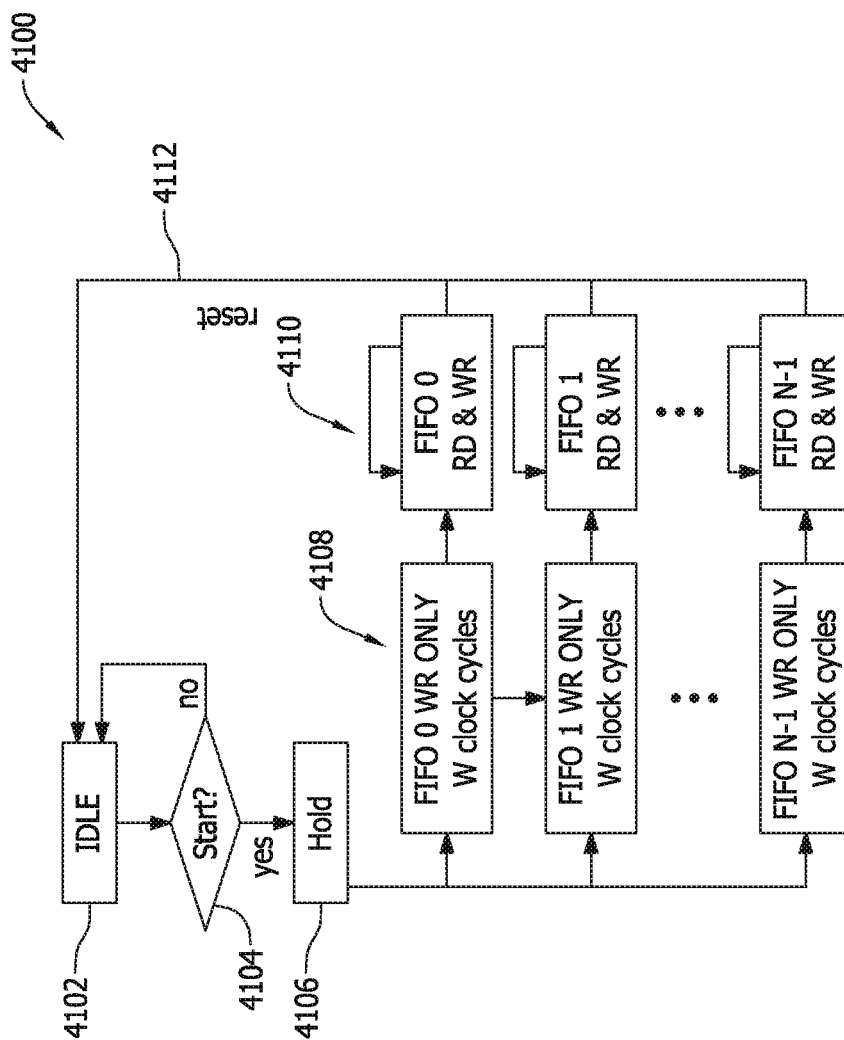 4100
4112
reset
IDLE
4102
no
Start?
4104
yes
Hold
4106
4108
4110
FIFO 0 WR ONLY
W clock cycles
FIFO 0
RD & WR
FIFO 1 WR ONLY
W clock cycles
FIFO 1
RD & WR
FIFO N-1 WR ONLY
W clock cycles
FIFO N-1
RD & WR